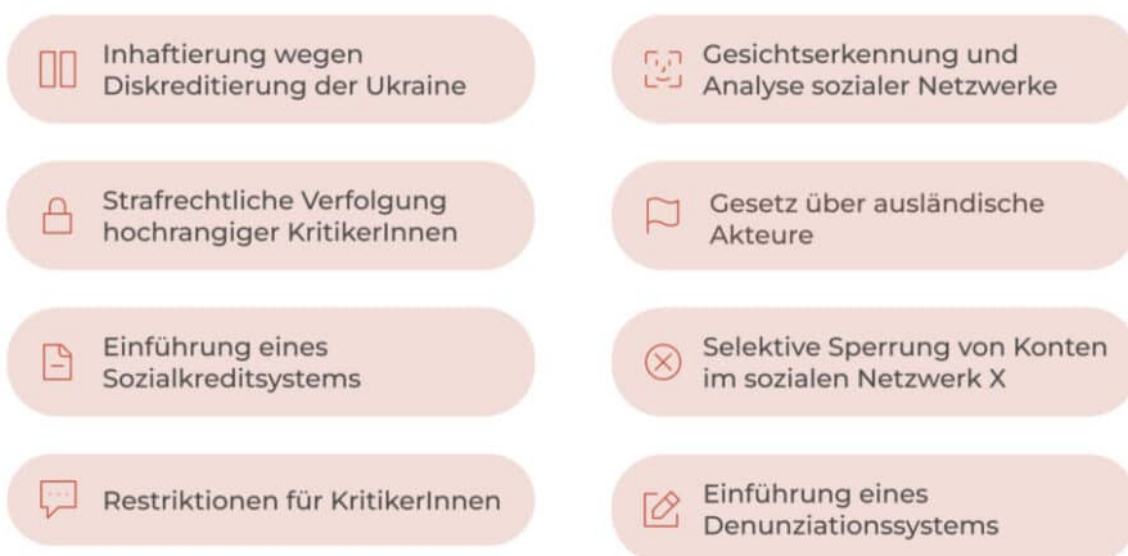 Inhaftierung wegen
Diskreditierung der Ukraine
Gesichtserkennung und
Analyse sozialer Netzwerke
Strafrechtliche Verfolgung
hochrangiger KritikerInnen
Gesetz über ausländische
Akteure
Einführung eines
Sozialkreditsystems
Selektive Sperrung von Konten
im sozialen Netzwerk X
Restriktionen für KritikerInnen
Einführung eines
Denunziationssystems